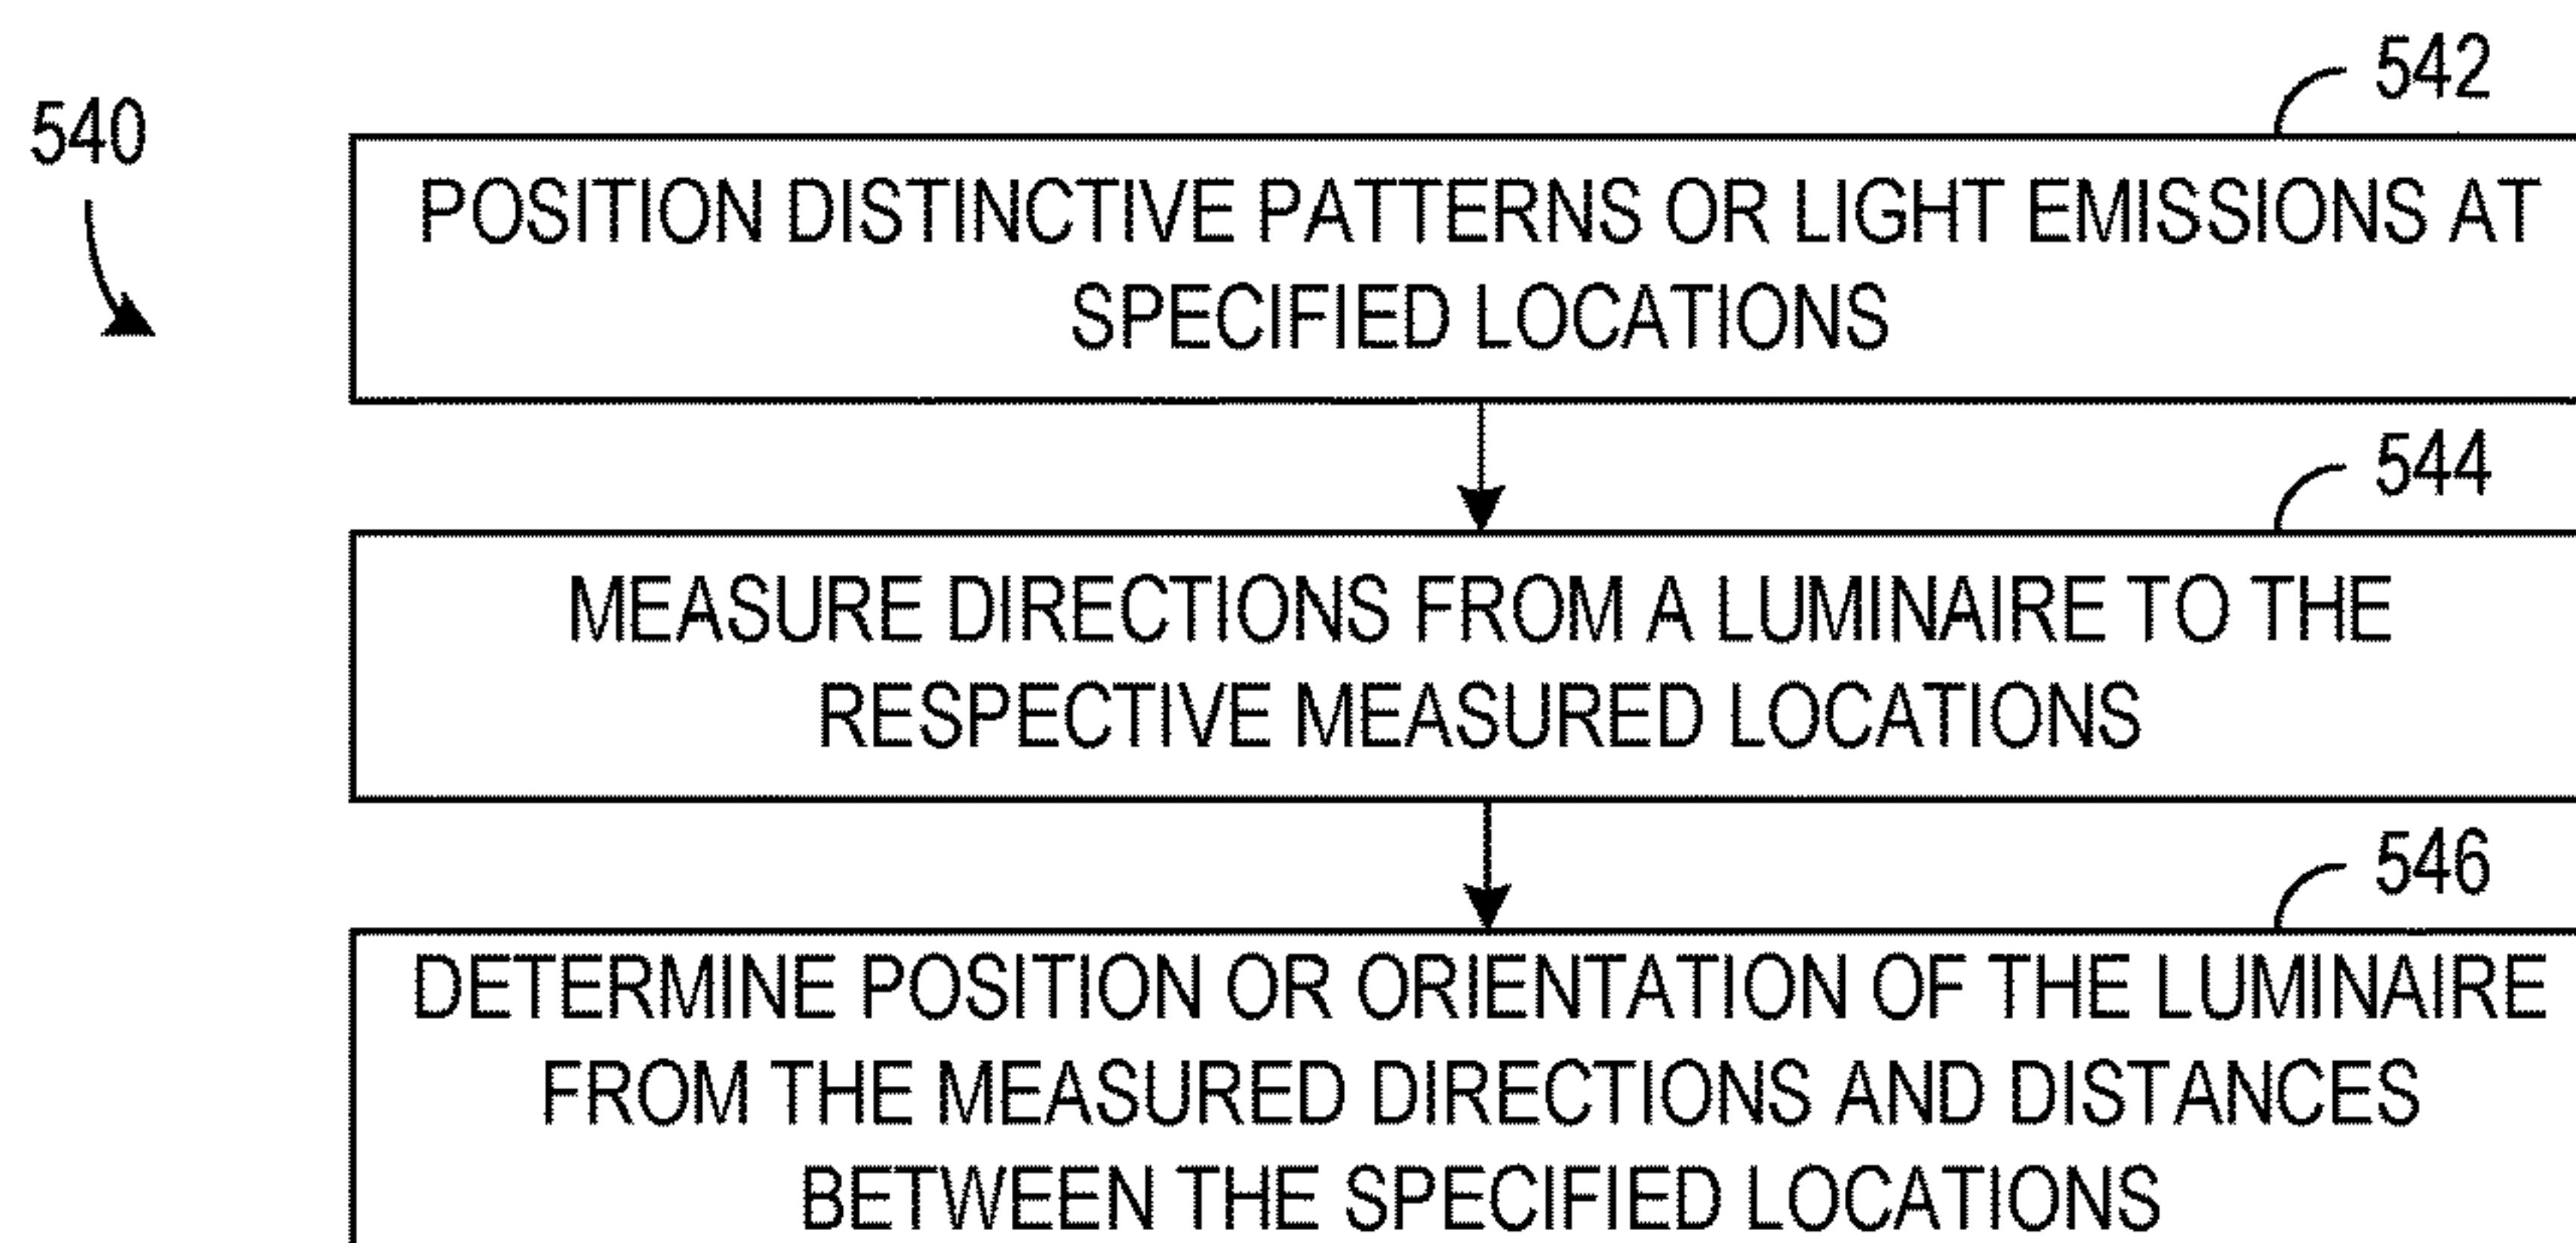 540
542
POSITION DISTINCTIVE PATTERNS OR LIGHT EMISSIONS AT
SPECIFIED LOCATIONS
544
MEASURE DIRECTIONS FROM A LUMINAIRE TO THE
RESPECTIVE MEASURED LOCATIONS
546
DETERMINE POSITION OR ORIENTATION OF THE LUMINAIRE
FROM THE MEASURED DIRECTIONS AND DISTANCES
BETWEEN THE SPECIFIED LOCATIONS